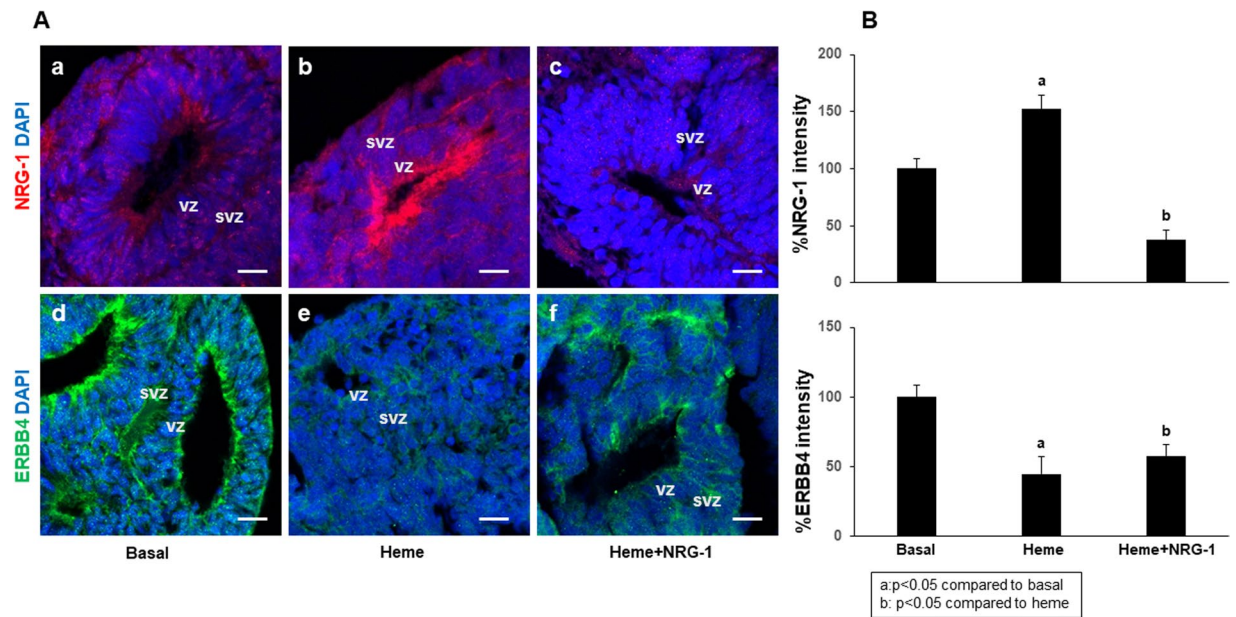 A
B
NRG-1 DAPI
a
VZ
SVZ
b
SVZ
VZ
c
SVZ
VZ
ERBB4 DAPI
d
SVZ
VZ
e
VZ
SVZ
f
VZ
SVZ
Basal
Heme
Heme+NRG-1
%NRG-1 intensity
200
150
100
50
0
a
b
%ERBB4 intensity
150
100
50
0
a
b
Basal
Heme
Heme+NRG-1
a:p<0.05 compared to basal
b: p<0.05 compared to heme